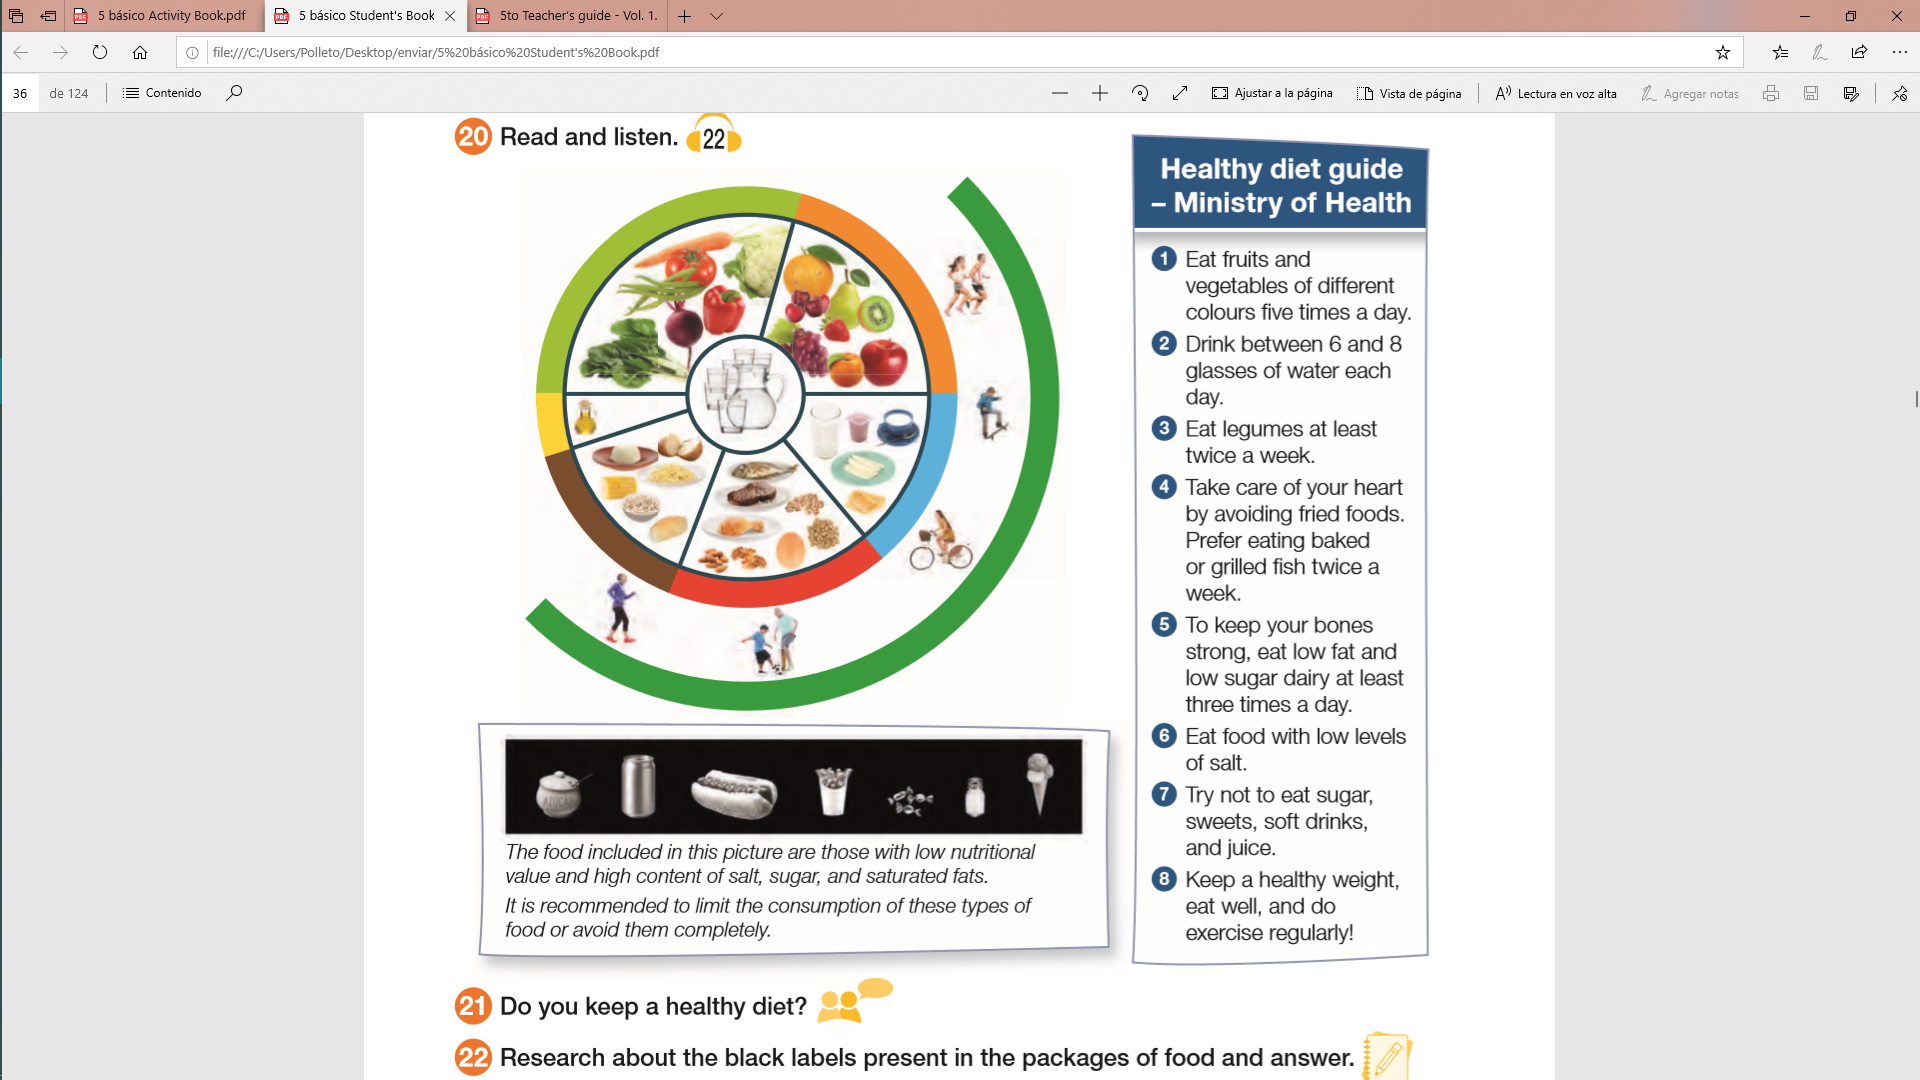 5 básico Activity Book.pdf
5 básico Student's Book
5to Teacher's guide - Vol. 1.
file:///C:/Users/Polleto/Desktop/enviar/5%20básico%20Student's%20Book.pdf
36 de 124
Contenido
Ajustar a la página
Vista de página
Lectura en voz alta
Agregar notas
20 Read and listen. 22
AZUCAR
The food included in this picture are those with low nutritional
value and high content of salt, sugar, and saturated fats.
It is recommended to limit the consumption of these types of
food or avoid them completely.
Healthy diet guide
– Ministry of Health
1 Eat fruits and
vegetables of different
colours five times a day.
2 Drink between 6 and 8
glasses of water each
day.
3 Eat legumes at least
twice a week.
4 Take care of your heart
by avoiding fried foods.
Prefer eating baked
or grilled fish twice a
week.
5 To keep your bones
strong, eat low fat and
low sugar dairy at least
three times a day.
6 Eat food with low levels
of salt.
7 Try not to eat sugar,
sweets, soft drinks,
and juice.
8 Keep a healthy weight,
eat well, and do
exercise regularly!
21 Do you keep a healthy diet?
22 Research about the black labels present in the packages of food and answer.